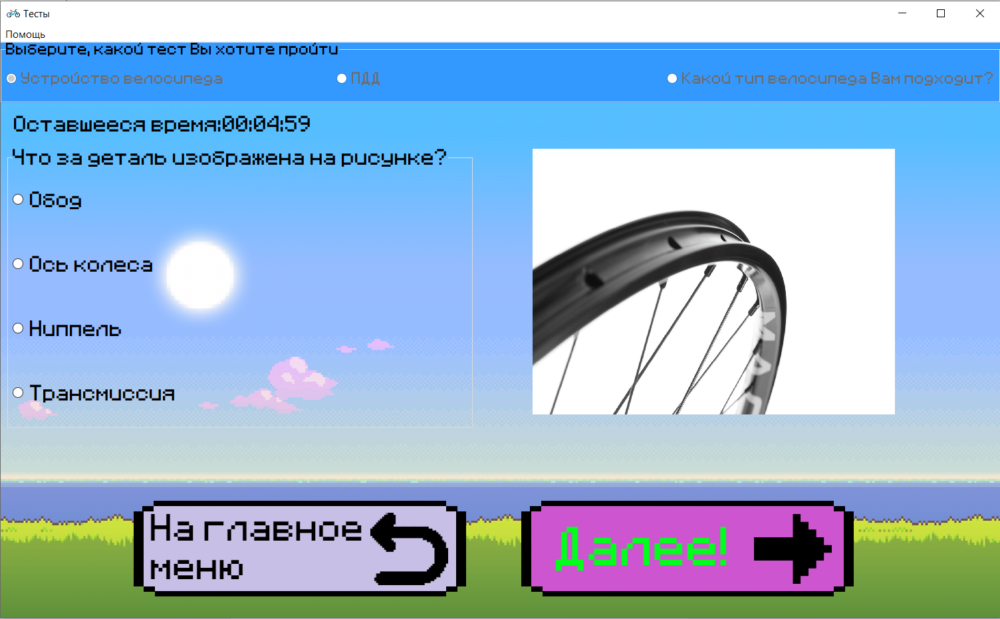 Тесты
Помощь
Выберите, какой тест Вы хотите пройти
Устройство велосипеда
ПДД
Какой тип велосипеда Вам подходит?
Оставшееся время:00:04:59
Что за деталь изображена на рисунке?
Обод
Ось колеса
Ниппель
Трансмиссия
MAC
На главное
меню
Далее!